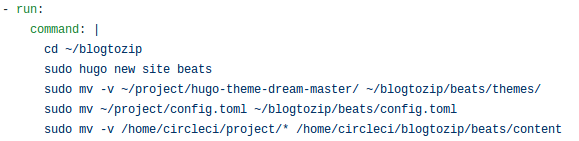 - run:
command: |
cd ~/blogtozip
sudo hugo new site beats
sudo mv -v ~/project/hugo-theme-dream-master/ ~/blogtozip/beats/themes/
sudo mv ~/project/config.toml ~/blogtozip/beats/config.toml
sudo mv -v /home/circleci/project/* /home/circleci/blogtozip/beats/content